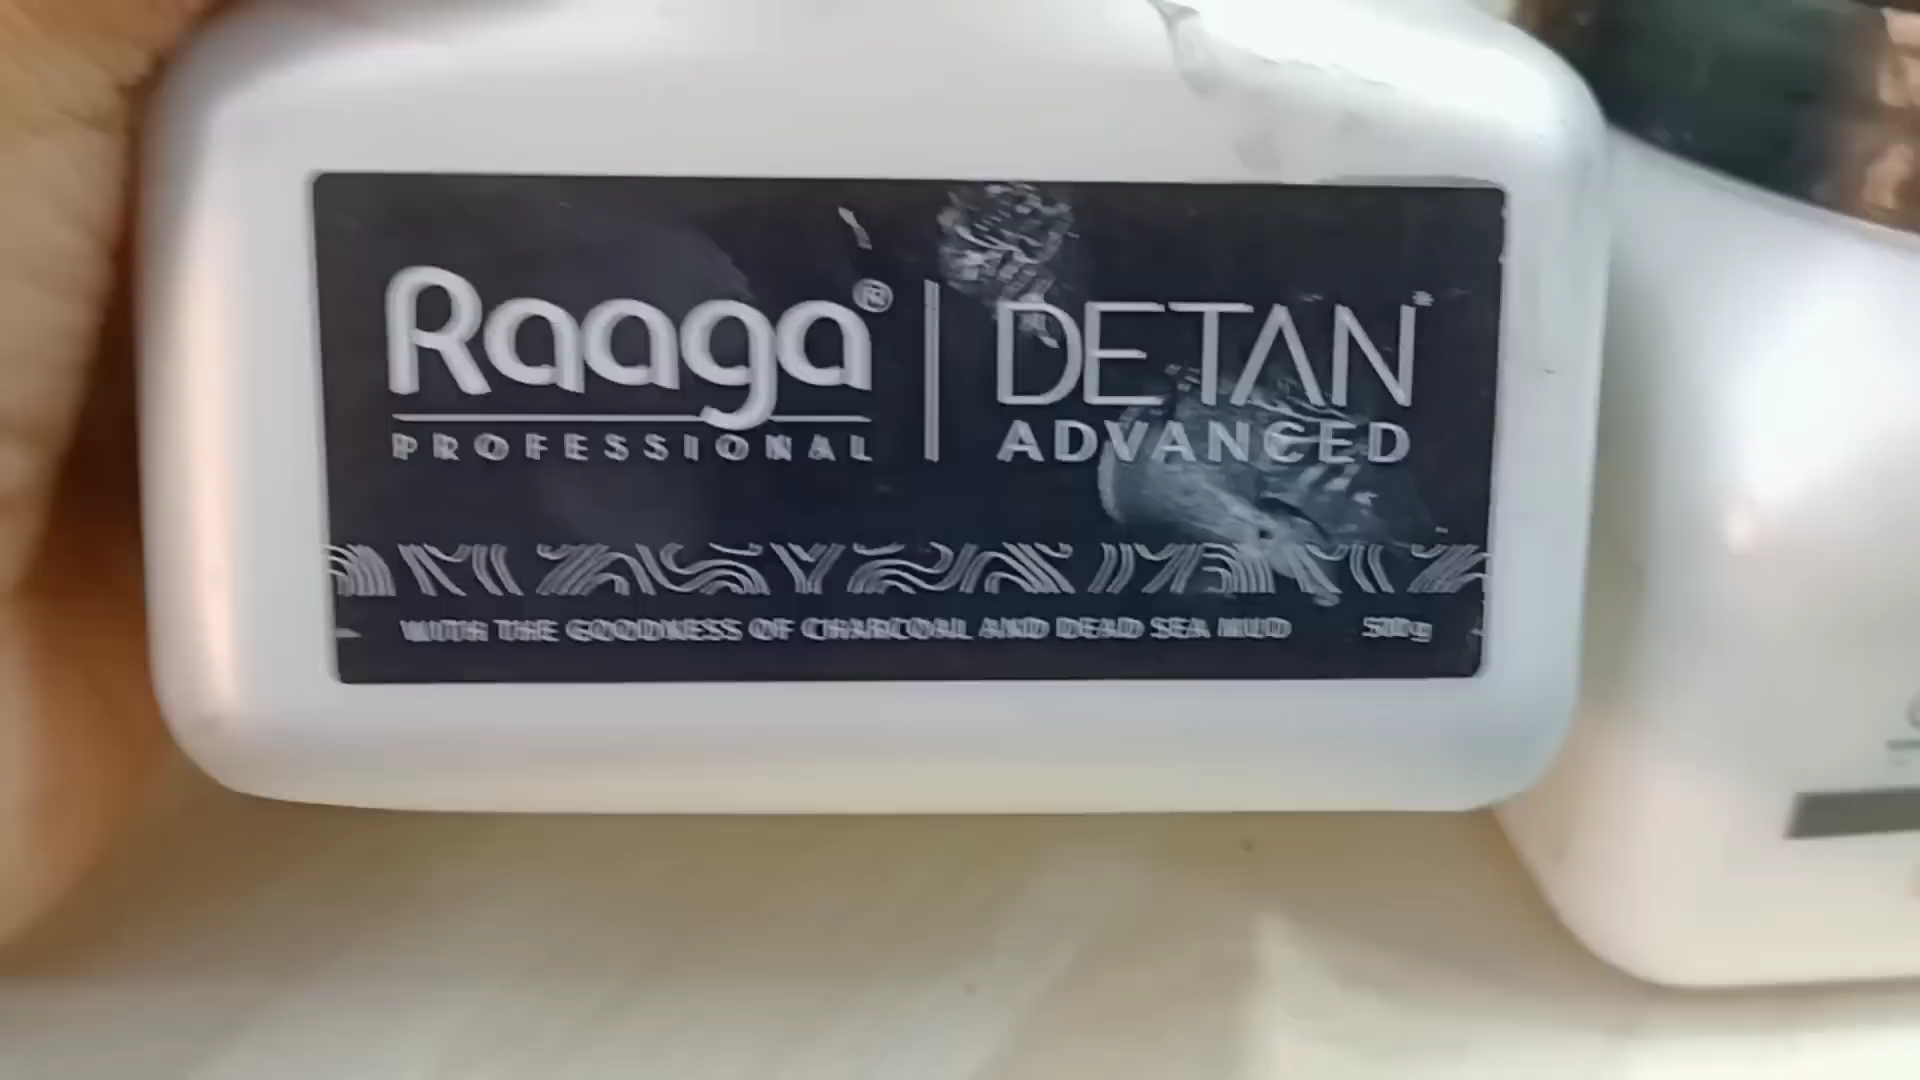 Raaga®
PROFESSIONAL
DETAN*
ADVANCED
WITH THE GOODNESS OF CHARCOAL AND DEAD SEA MUD
500g